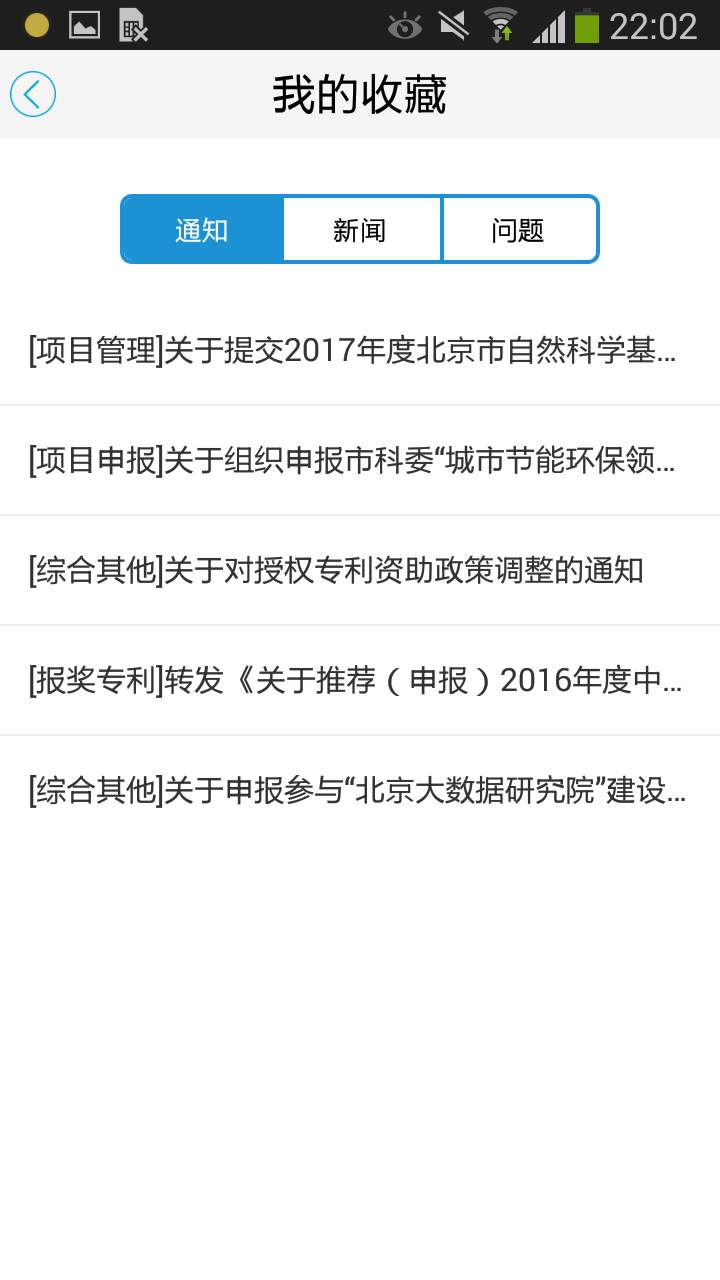 22:02
我的收藏
通知 新闻 问题
[项目管理]关于提交2017年度北京市自然科学基...
[项目申报]关于组织申报市科委“城市节能环保领...
[综合其他]关于对授权专利资助政策调整的通知
[报奖专利]转发《关于推荐（申报）2016年度中...
[综合其他]关于申报参与“北京大数据研究院”建设...